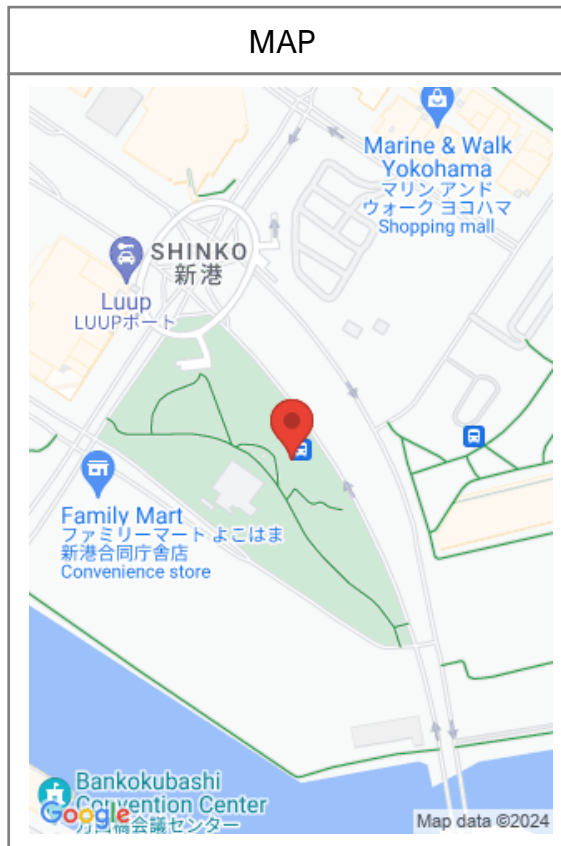 MAP
Marine & Walk
Yokohama
マリン アンド
ウォーク ヨコハマ
Shopping mall
SHINKO
新港
Luup
LUUPポート
Family Mart
ファミリーマート よこはま
新港合同庁舎店
Convenience store
Bankokubashi
Convention Center
万国橋会議センター
Google
Map data ©2024